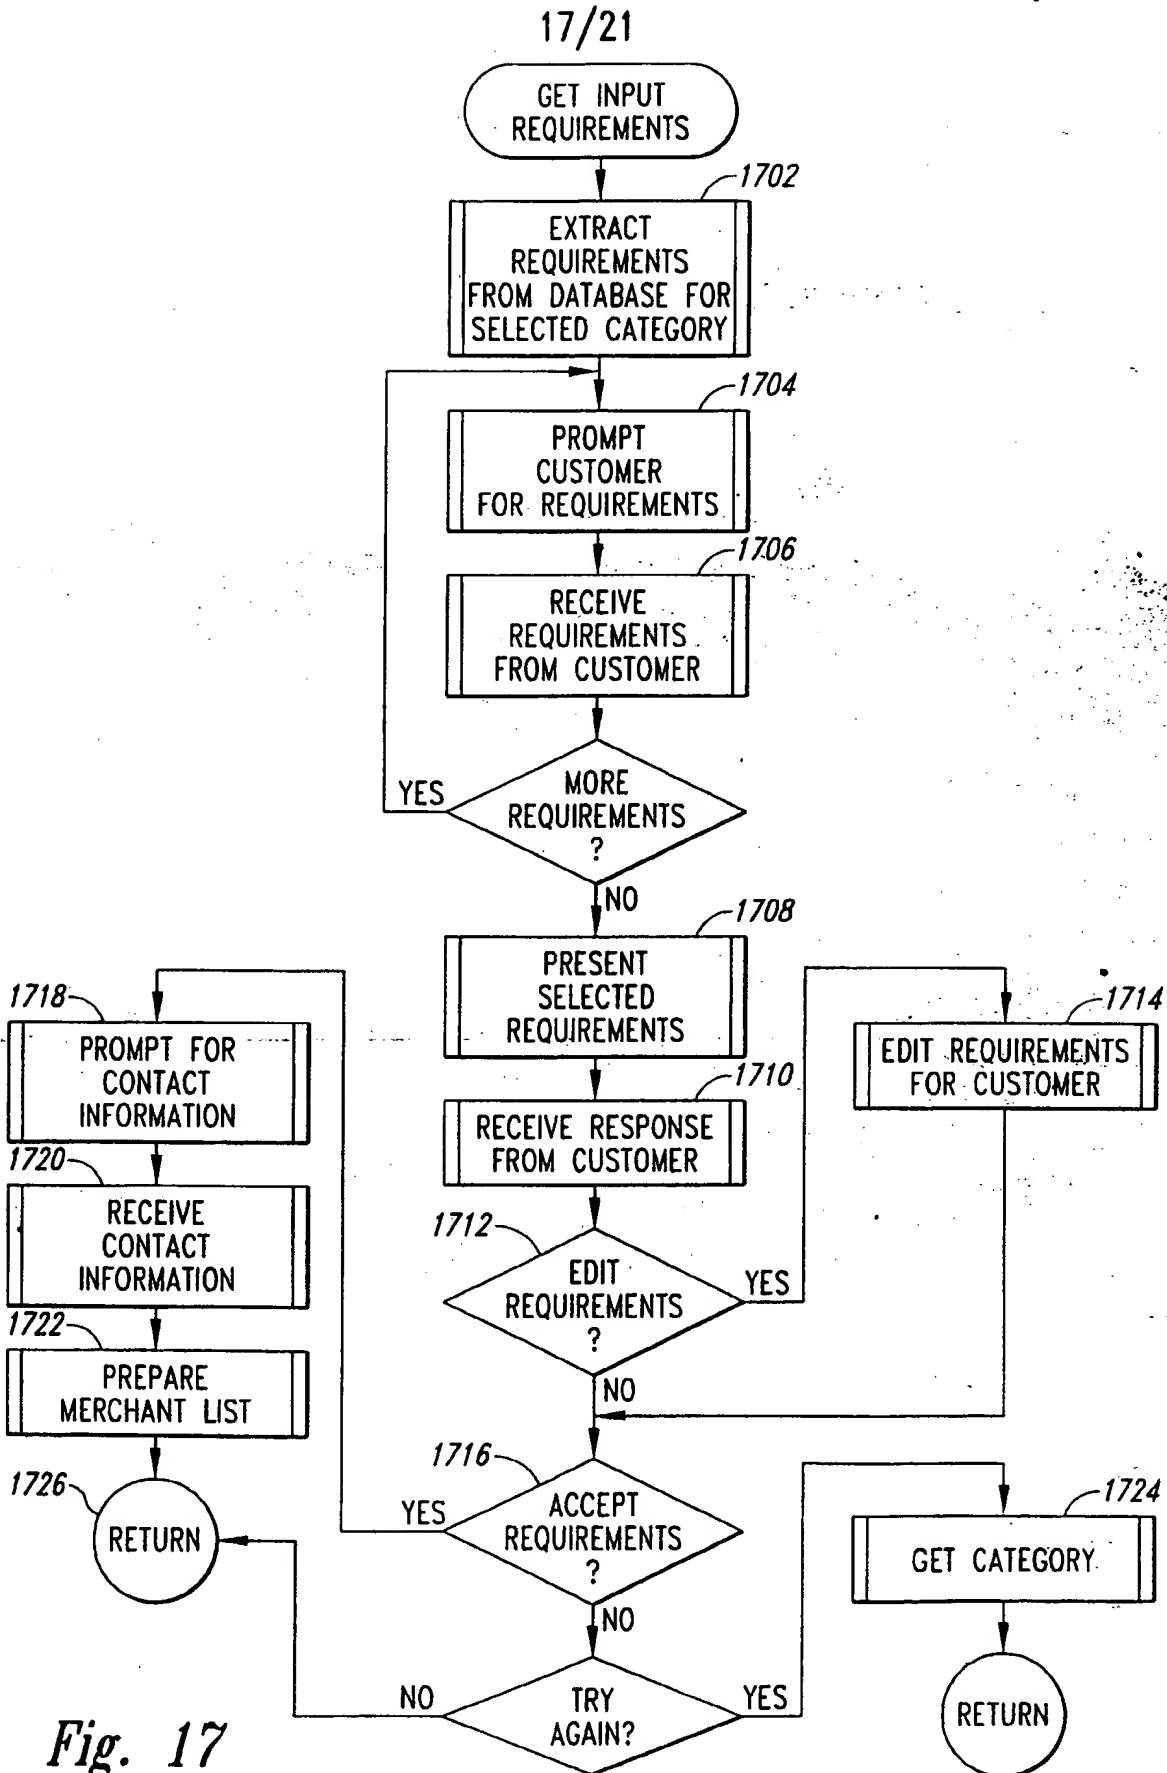 17/21
GET INPUT
REQUIREMENTS
1702
EXTRACT
REQUIREMENTS
FROM DATABASE FOR
SELECTED CATEGORY
1704
PROMPT
CUSTOMER
FOR REQUIREMENTS
1706
RECEIVE
REQUIREMENTS
FROM CUSTOMER
YES
MORE
REQUIREMENTS
?
NO
1708
PRESENT
SELECTED
REQUIREMENTS
1718
PROMPT FOR
CONTACT
INFORMATION
1714
EDIT REQUIREMENTS
FOR CUSTOMER
1710
RECEIVE RESPONSE
FROM CUSTOMER
1720
RECEIVE
CONTACT
INFORMATION
1712
EDIT
REQUIREMENTS
?
YES
NO
1722
PREPARE
MERCHANT LIST
1716
ACCEPT
REQUIREMENTS
?
YES
NO
1726
RETURN
1724
GET CATEGORY
NO
TRY
AGAIN?
YES
RETURN
Fig. 17